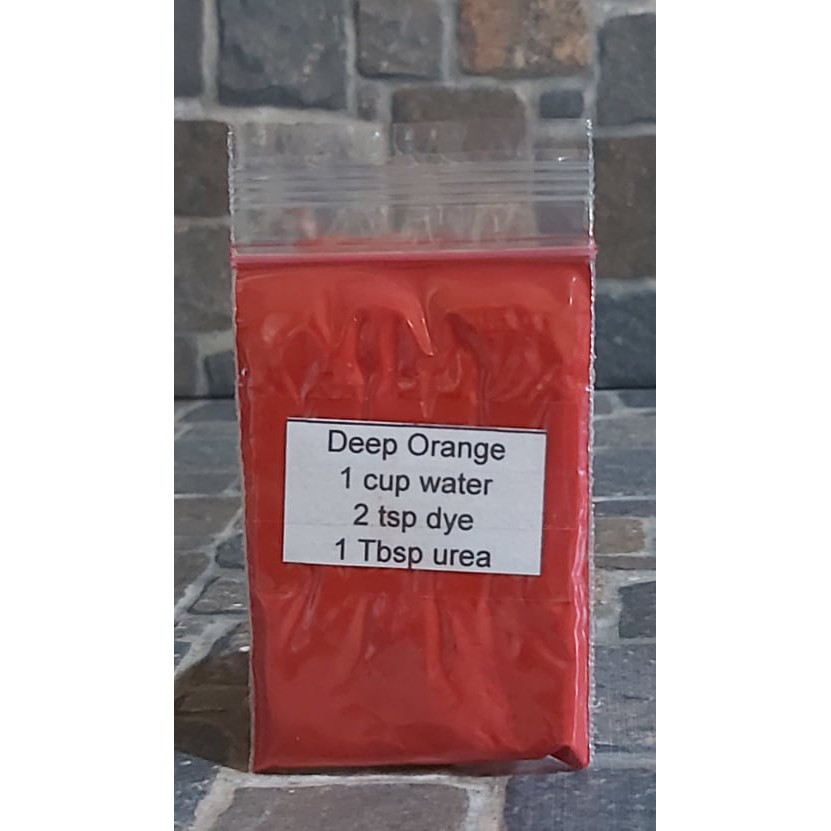 Deep Orange
1 cup water
2 tsp dye
1 Tbsp urea